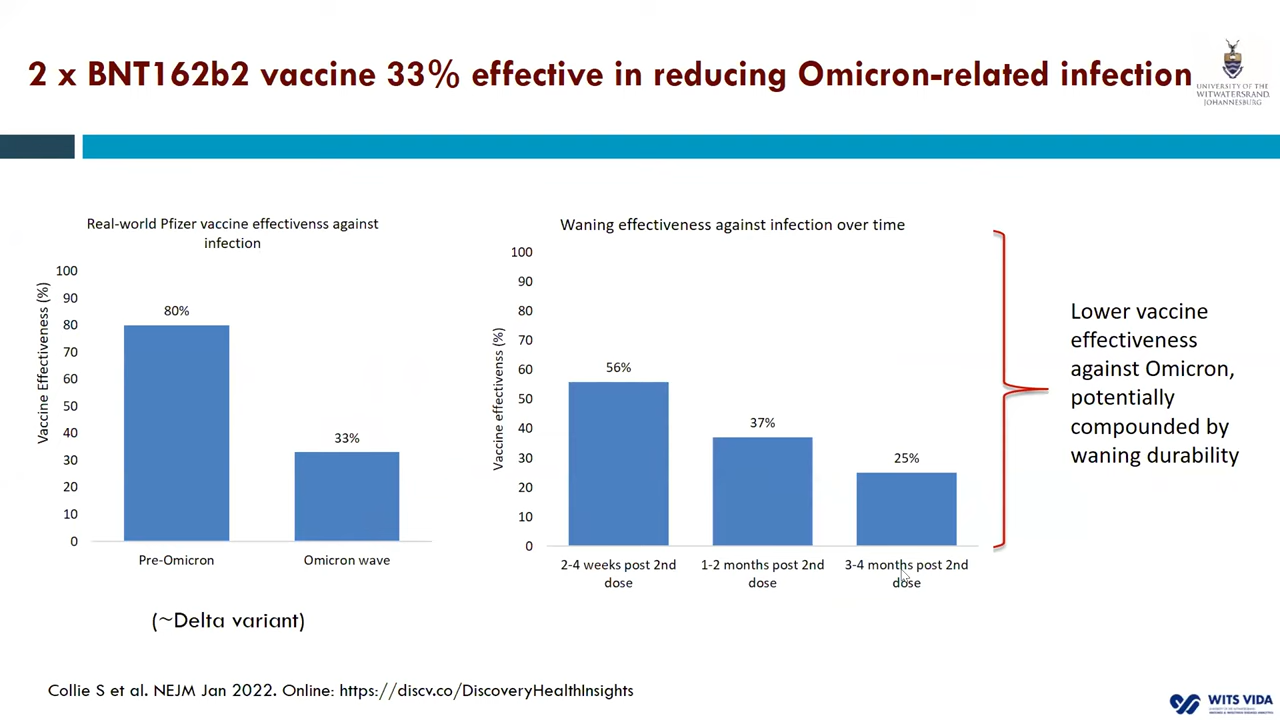 2 x BNT162b2 vaccine 33% effective in reducing Omicron-related infection
UNIVERSITY OF THE
WITWATERSRAND,
JOHANNESBURG
Real-world Pfizer vaccine effectivenss against
infection
Vaccine Effectiveness (%)
100
90
80
70
60
50
40
30
20
10
0
80%
33%
Pre-Omicron
Omicron wave
(~Delta variant)
Waning effectiveness against infection over time
Vaccine effectivenss (%)
100
90
80
70
60
50
40
30
20
10
0
56%
37%
25%
2-4 weeks post 2nd
dose
1-2 months post 2nd
dose
3-4 months post 2nd
dose
Lower vaccine
effectiveness
against Omicron,
potentially
compounded by
waning durability
Collie S et al. NEJM Jan 2022. Online: https://discv.co/DiscoveryHealthInsights
WITS VIDA